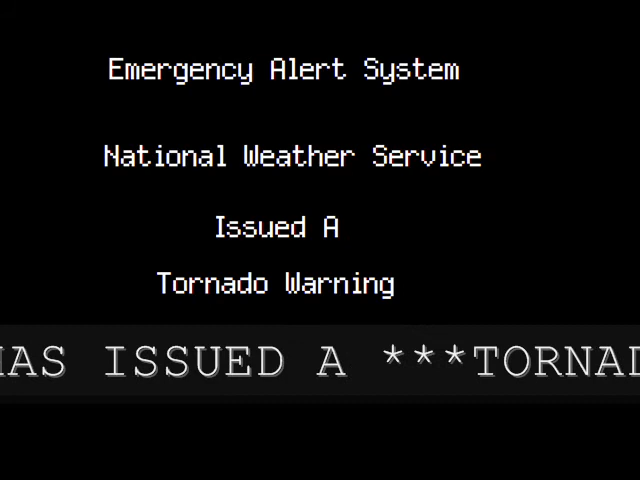 Emergency Alert System
National Weather Service
Issued A
Tornado Warning
HAS ISSUED A ***TORNAD